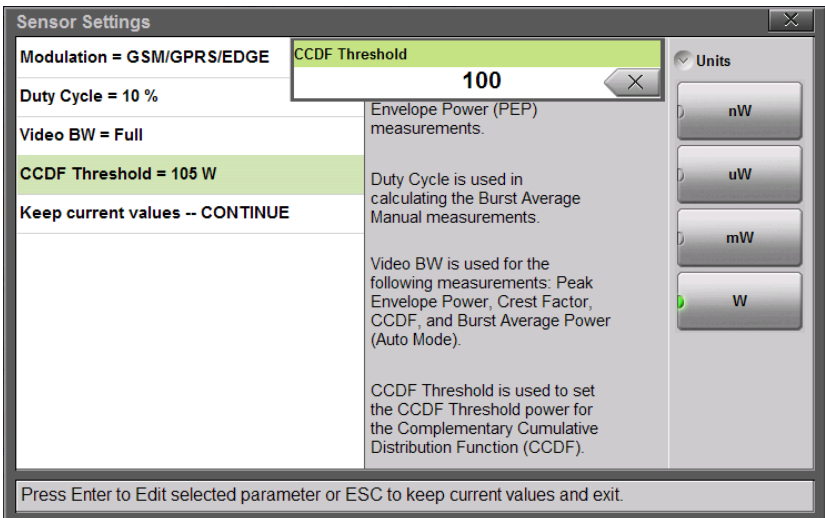 Sensor Settings
Modulation = GSM/GPRS/EDGE
Duty Cycle = 10 %
Video BW = Full
CCDF Threshold = 105 W
Keep current values -- CONTINUE
CCDF Threshold
100
Envelope Power (PEP)
measurements.
Duty Cycle is used in
calculating the Burst Average
Manual measurements.
Video BW is used for the
following measurements: Peak
Envelope Power, Crest Factor,
CCDF, and Burst Average Power
(Auto Mode).
CCDF Threshold is used to set
the CCDF Threshold power for
the Complementary Cumulative
Distribution Function (CCDF).
Units
nW
uW
mW
W
Press Enter to Edit selected parameter or ESC to keep current values and exit.